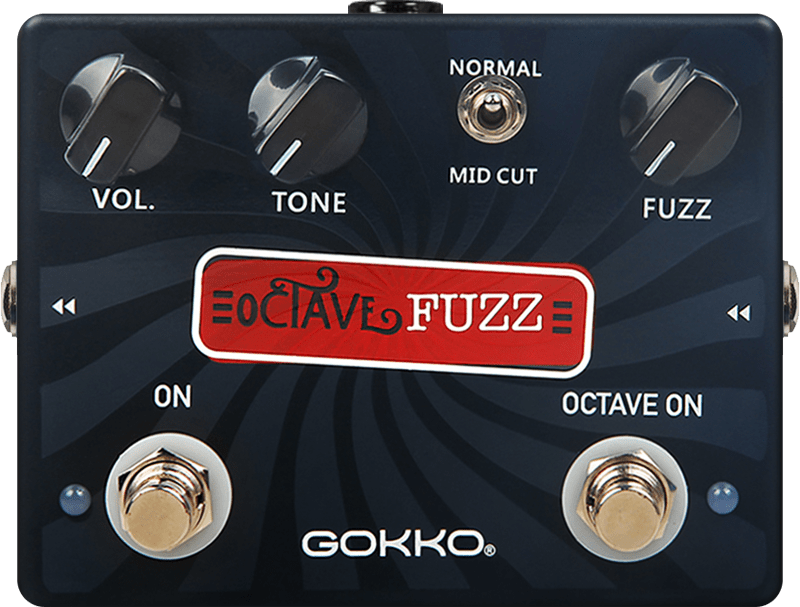 NORMAL
MID CUT
VOL.
TONE
FUZZ
OCTAVE FUZZ
ON
OCTAVE ON
GOKKO®